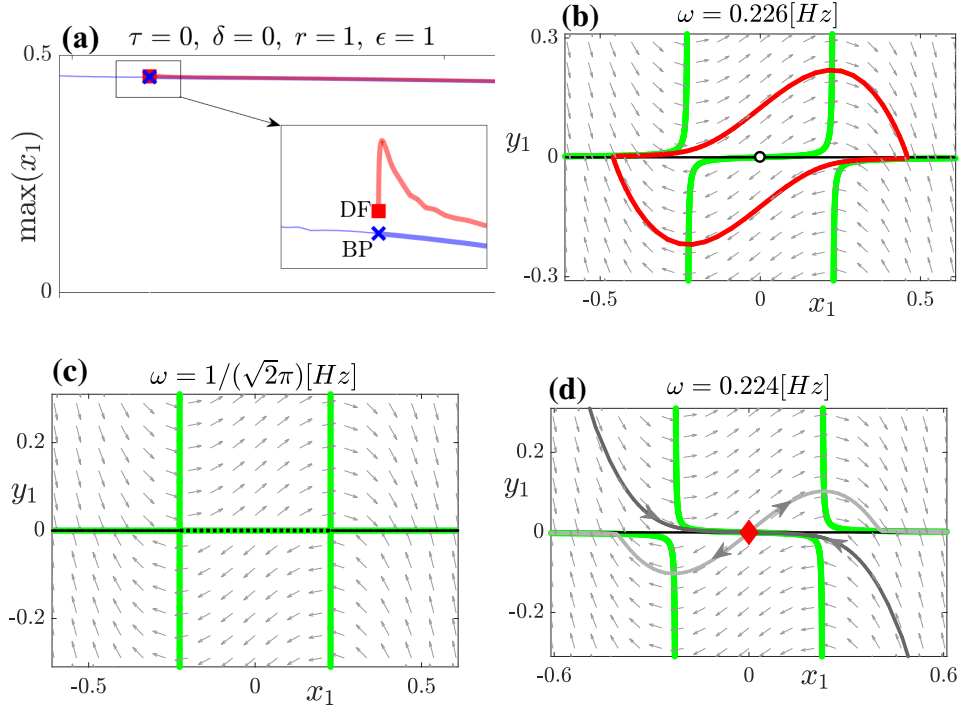 (a) τ = 0, δ = 0, r = 1, ϵ = 1
0.5
max(x₁)
DF
BP
0
(b) ω = 0.226[Hz]
0.3
y₁
0
-0.3
-0.5 0 0.5
x₁
(c) ω = 1/(√2π)[Hz]
0.2
y₁
0
-0.2
-0.5 0 0.5
x₁
(d) ω = 0.224[Hz]
0.2
y₁
0
-0.2
-0.6 0 0.6
x₁